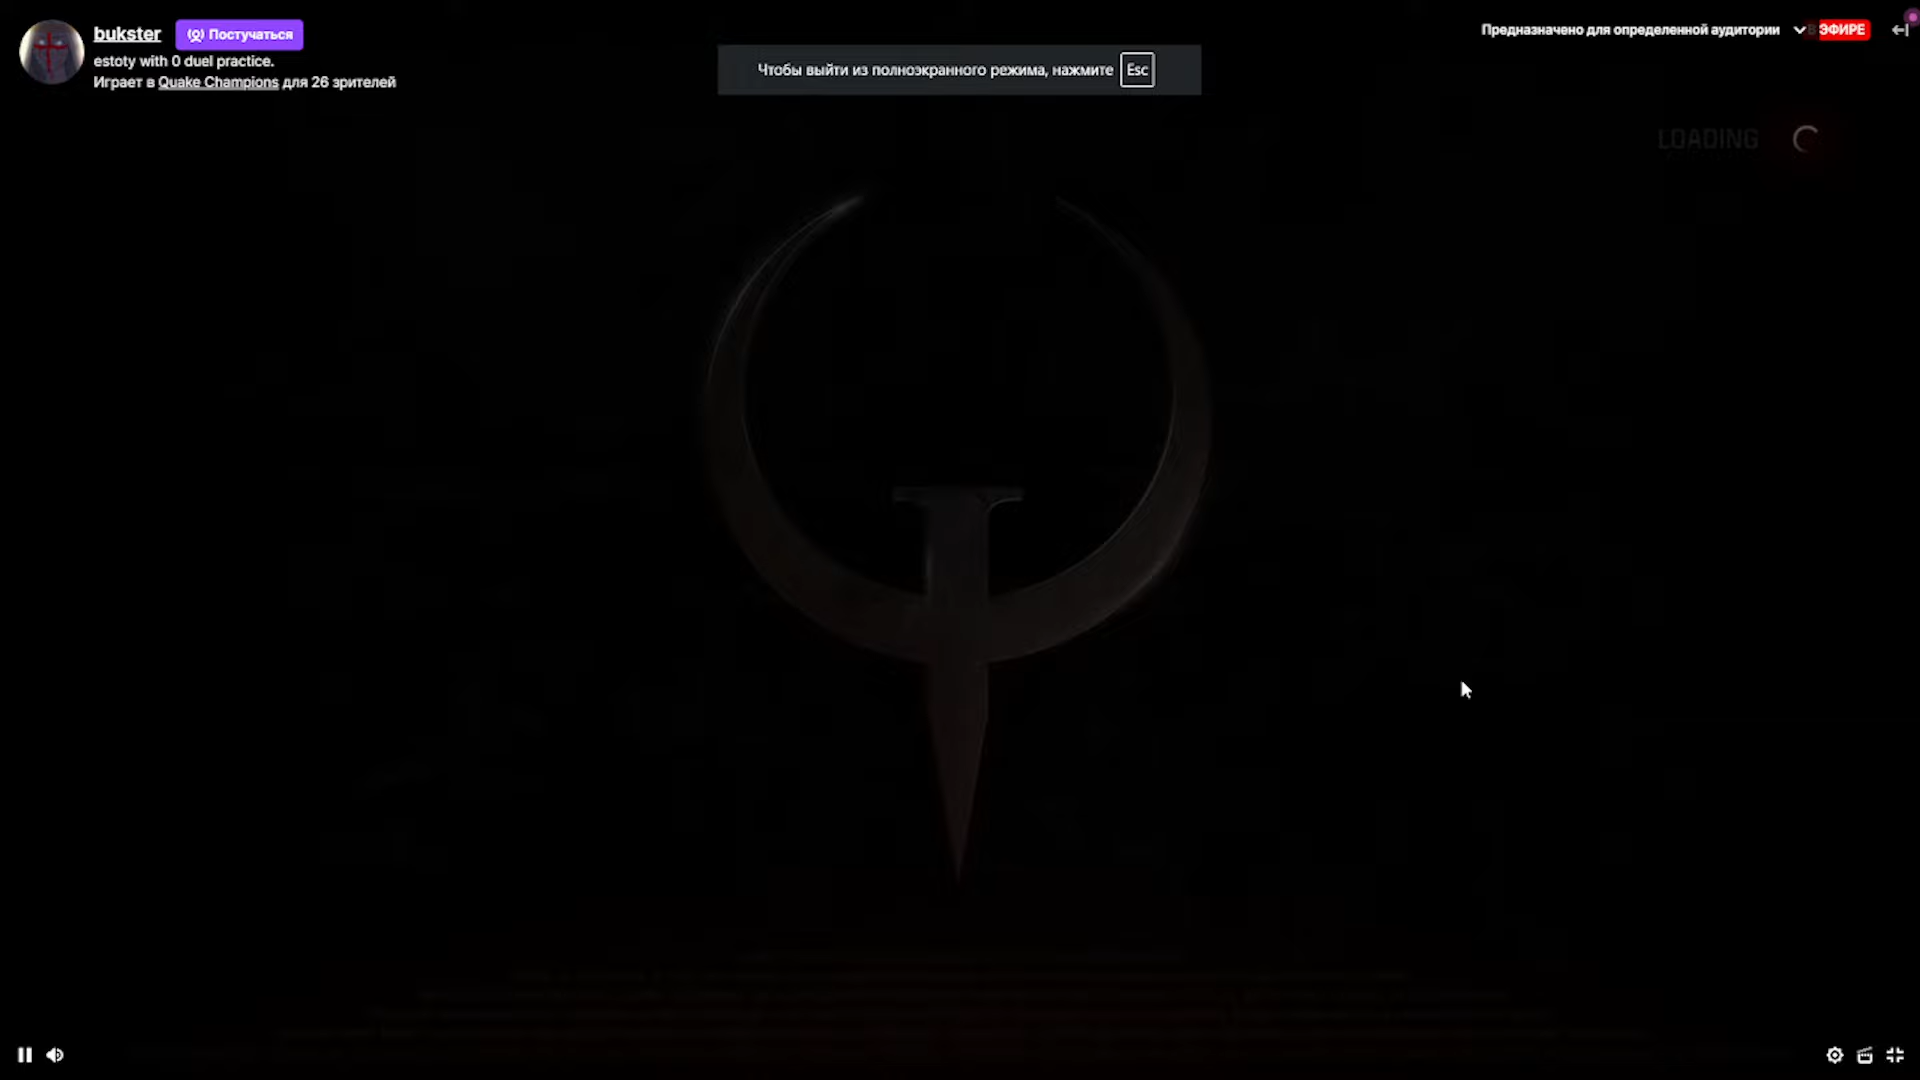 bukster
Постучаться
estoty with 0 duel practice.
Играет в Quake Champions для 26 зрителей
Чтобы выйти из полноэкранного режима, нажмите Esc
Предназначено для определенной аудитории
В ЭФИРЕ
LOADING